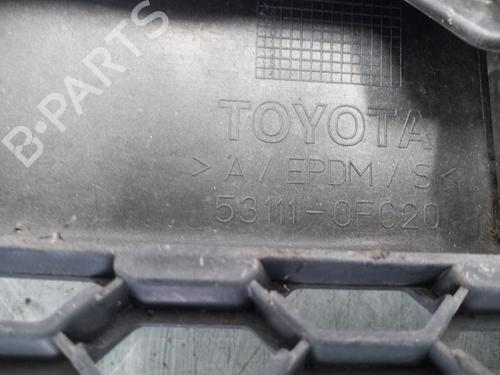 B-PARTS
TOYOTA
> A / EPDM / S <
53111-0F020